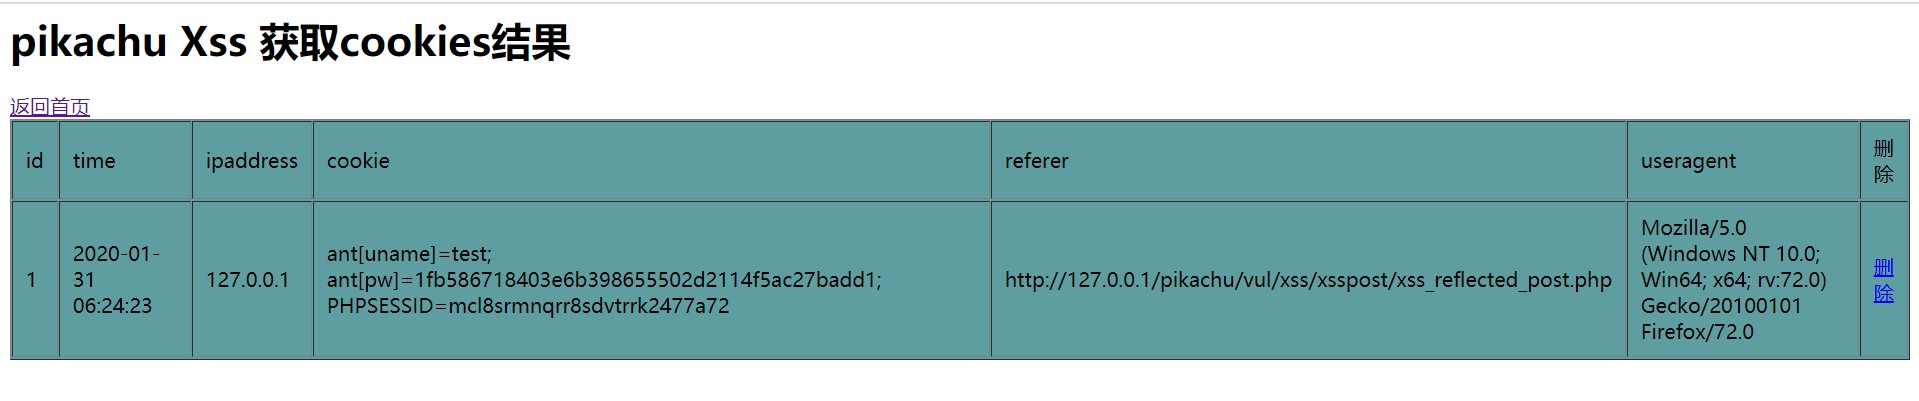 pikachu Xss 获取cookies结果
返回首页
id time ipaddress cookie referer useragent 删
除
1
2020-01-
31
06:24:23
127.0.0.1
ant[uname]=test;
ant[pw]=1fb586718403e6b398655502d2114f5ac27badd1;
PHPSESSID=mcl8srmnqrr8sdvtrrk2477a72
http://127.0.0.1/pikachu/vul/xss/xsspost/xss_reflected_post.php
Mozilla/5.0
(Windows NT 10.0;
Win64; x64; rv:72.0)
Gecko/20100101
Firefox/72.0
删
除